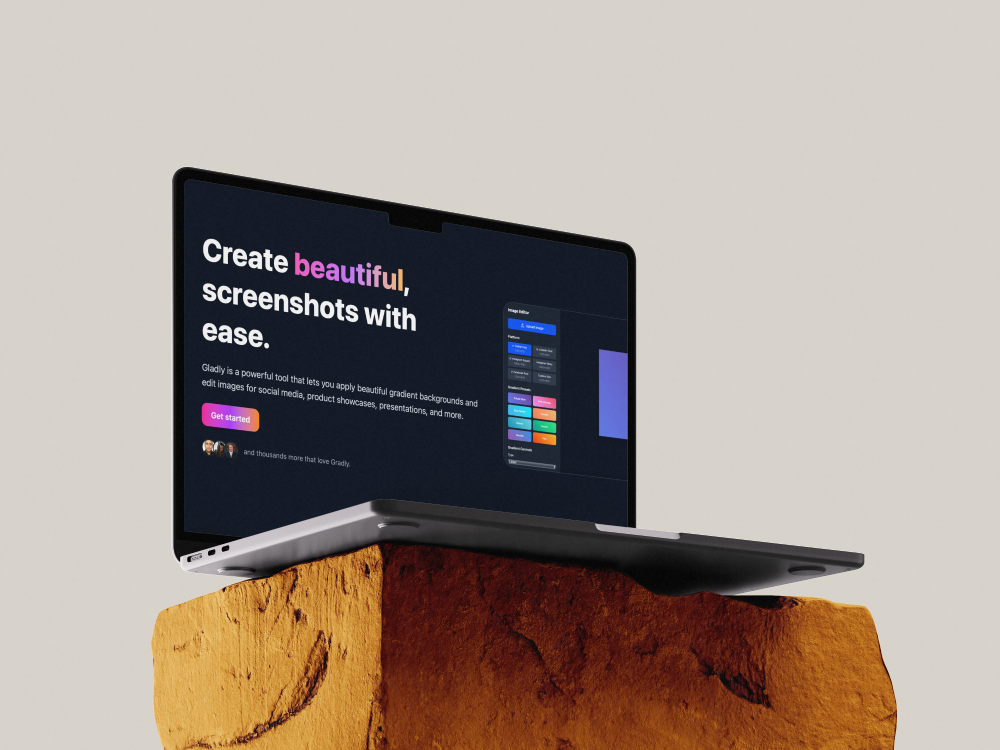 Create beautiful,
screenshots with
ease.
Gladly is a powerful tool that lets you apply beautiful gradient backgrounds and
edit images for social media, product showcases, presentations, and more.
Get started
and thousands more that love Gradly.
Image Editor
Upload Image
Platform
Gradient Presets